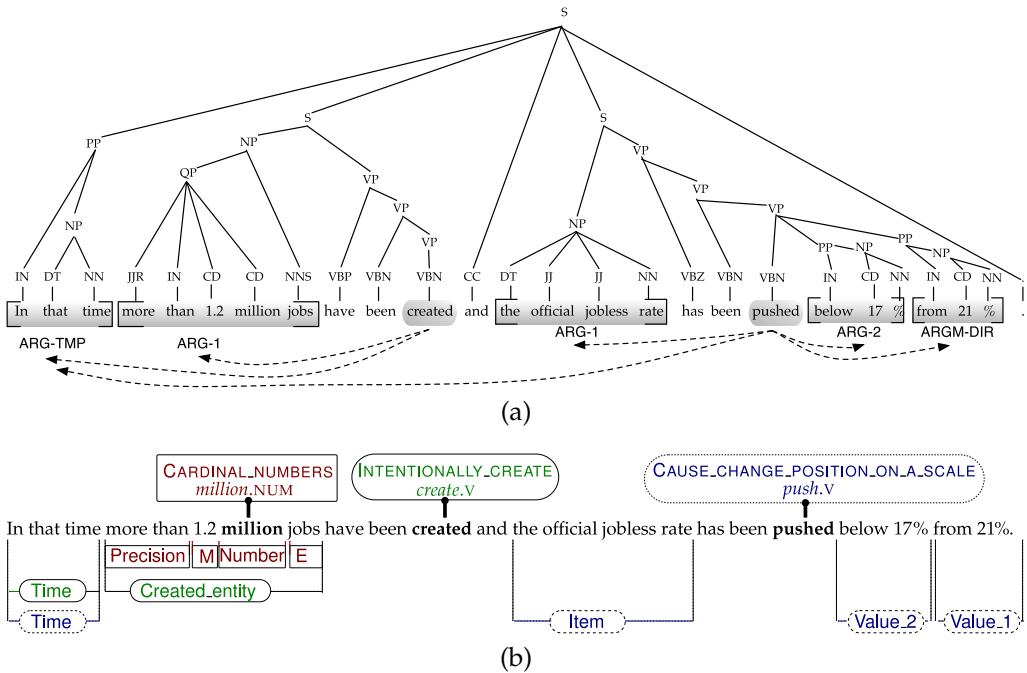 S
S S
PP NP VP
QP VP VP
NP VP NP VP
VP PP NP PP NP
IN DT NN JJR IN CD CD NNS VBP VBN VBN CC DT JJ JJ NN VBZ VBN VBN IN CD NN IN CD NN .
In that time more than 1.2 million jobs have been created and the official jobless rate has been pushed below 17 % from 21 % .
ARG-TMP ARG-1 ARG-1 ARG-2 ARGM-DIR
(a)
CARDINAL_NUMBERS INTENTIONALLY_CREATE CAUSE_CHANGE_POSITION_ON_A_SCALE
million.NUM create.V push.V
In that time more than 1.2 million jobs have been created and the official jobless rate has been pushed below 17% from 21%.
Precision M Number E
Time Created_entity
Time Item Value_2 Value_1
(b)